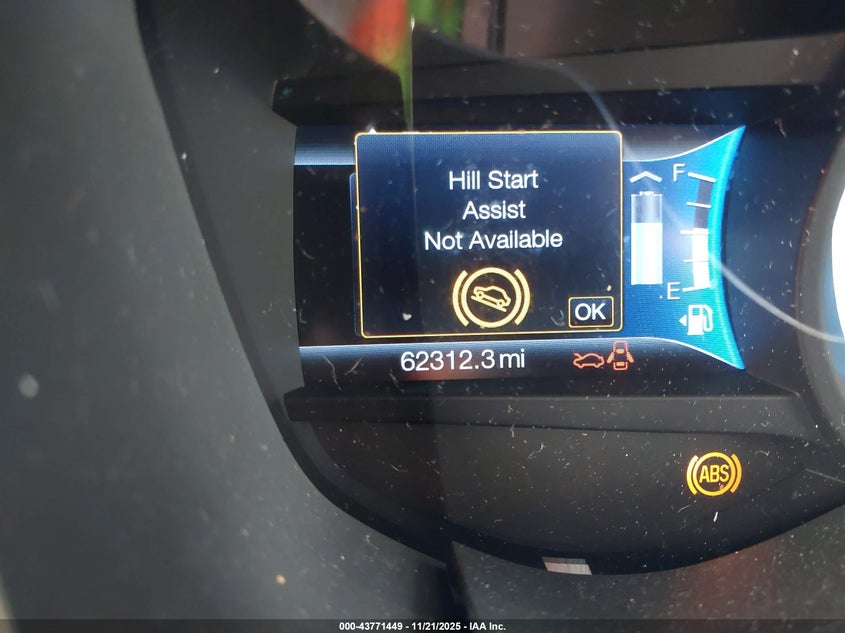 Hill Start
Assist
Not Available
OK
F
E
62312.3 mi
ABS
000-43771449 - 11/21/2025 - IAA Inc.